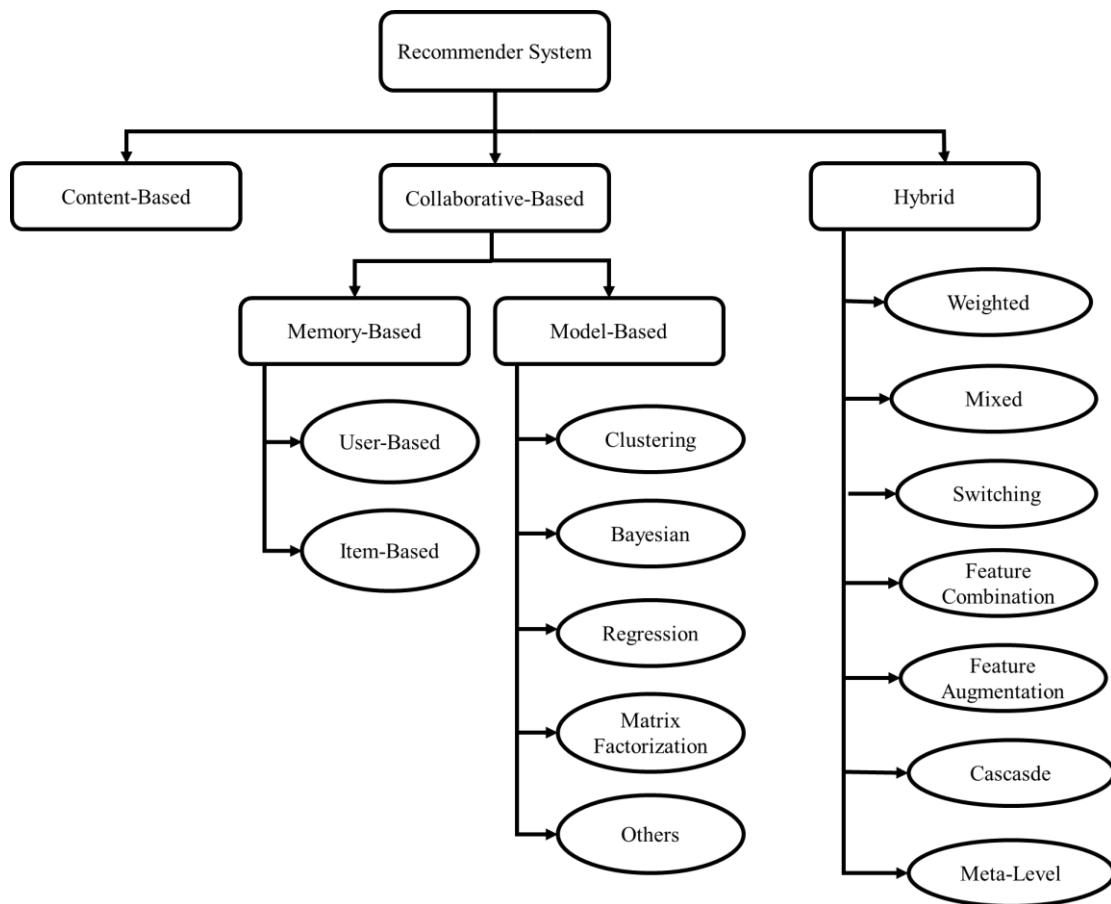 Recommender System
Content-Based
Collaborative-Based
Hybrid
Memory-Based
Model-Based
User-Based
Item-Based
Clustering
Bayesian
Regression
Matrix
Factorization
Others
Weighted
Mixed
Switching
Feature
Combination
Feature
Augmentation
Cascasde
Meta-Level